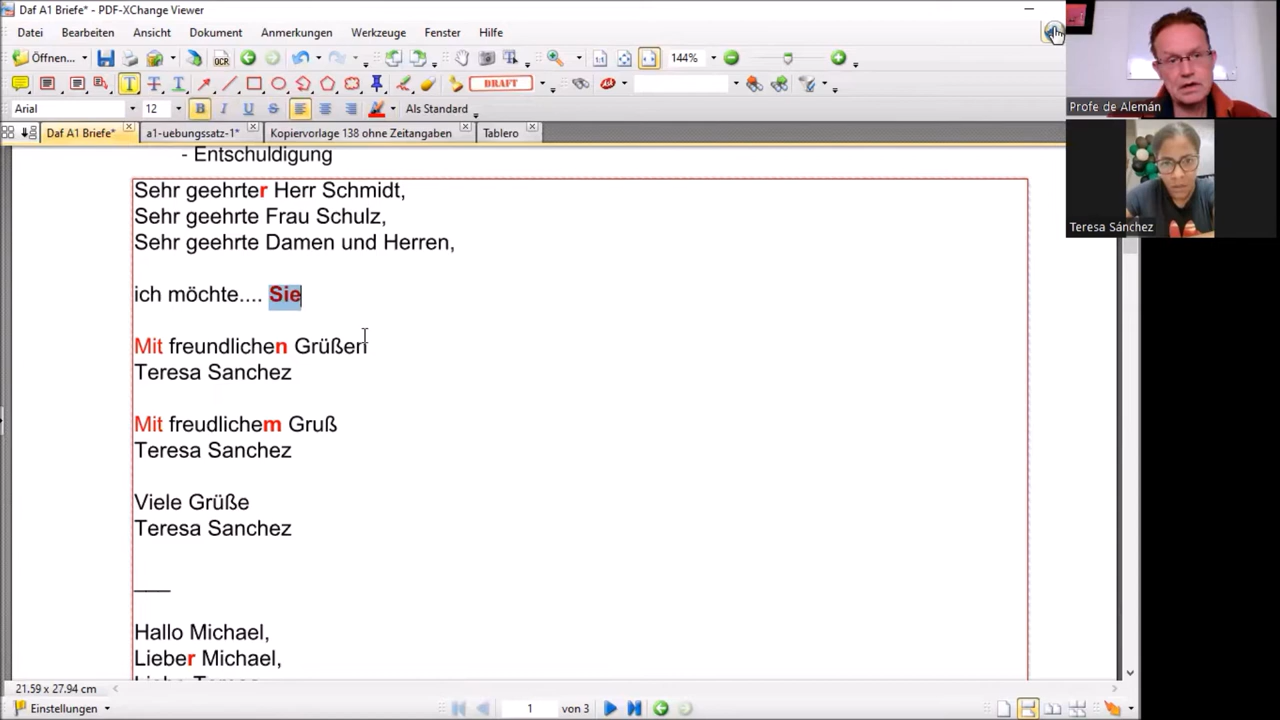 Daf A1 Briefe* - PDF-XChange Viewer
Datei Bearbeiten Ansicht Dokument Anmerkungen Werkzeuge Fenster Hilfe
Öffnen... OCR 144%
DRAFT
Arial 12 B I U S Als Standard
Daf A1 Briefe* a1-uebungssatz-1* Kopiervorlage 138 ohne Zeitangaben Tablero
- Entschuldigung
Sehr geehrter Herr Schmidt,
Sehr geehrte Frau Schulz,
Sehr geehrte Damen und Herren,
ich möchte.... Sie
Mit freundlichen Grüßen
Teresa Sanchez
Mit freudlichem Gruß
Teresa Sanchez
Viele Grüße
Teresa Sanchez
___
Hallo Michael,
Lieber Michael,
21.59 x 27.94 cm
Einstellungen 1 von 3
Profe de Alemán
Teresa Sánchez